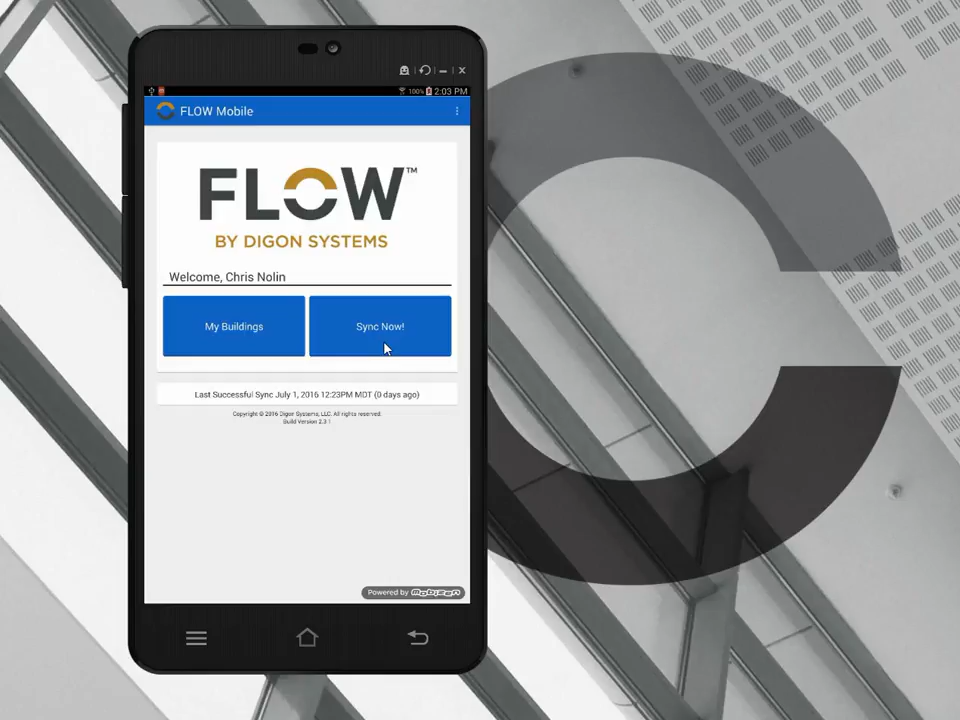 100% 2:03 PM
FLOW Mobile
FLOW™
BY DIGON SYSTEMS
Welcome, Chris Nolin
My Buildings
Sync Now!
Last Successful Sync July 1, 2016 12:23PM MDT (0 days ago)
Copyright © 2016 Digon Systems, LLC. All rights reserved.
Build Version 2.3.1
Powered by Mobizen